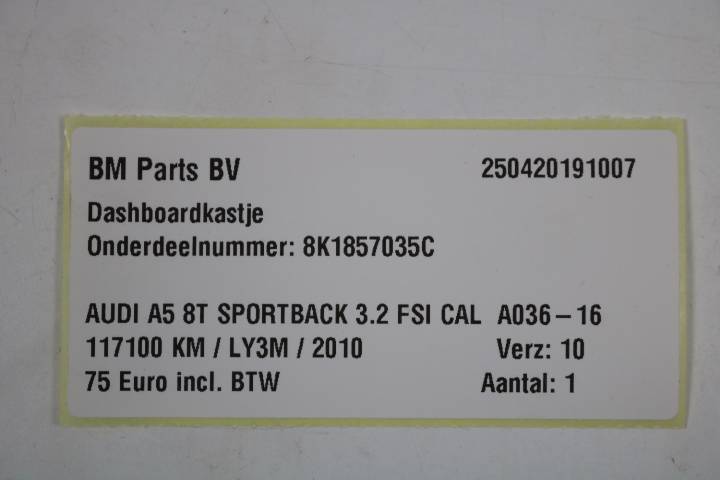 BM Parts BV 250420191007
Dashboardkastje
Onderdeelnummer: 8K1857035C
AUDI A5 8T SPORTBACK 3.2 FSI CAL A036-16
117100 KM / LY3M / 2010 Verz: 10
75 Euro incl. BTW Aantal: 1